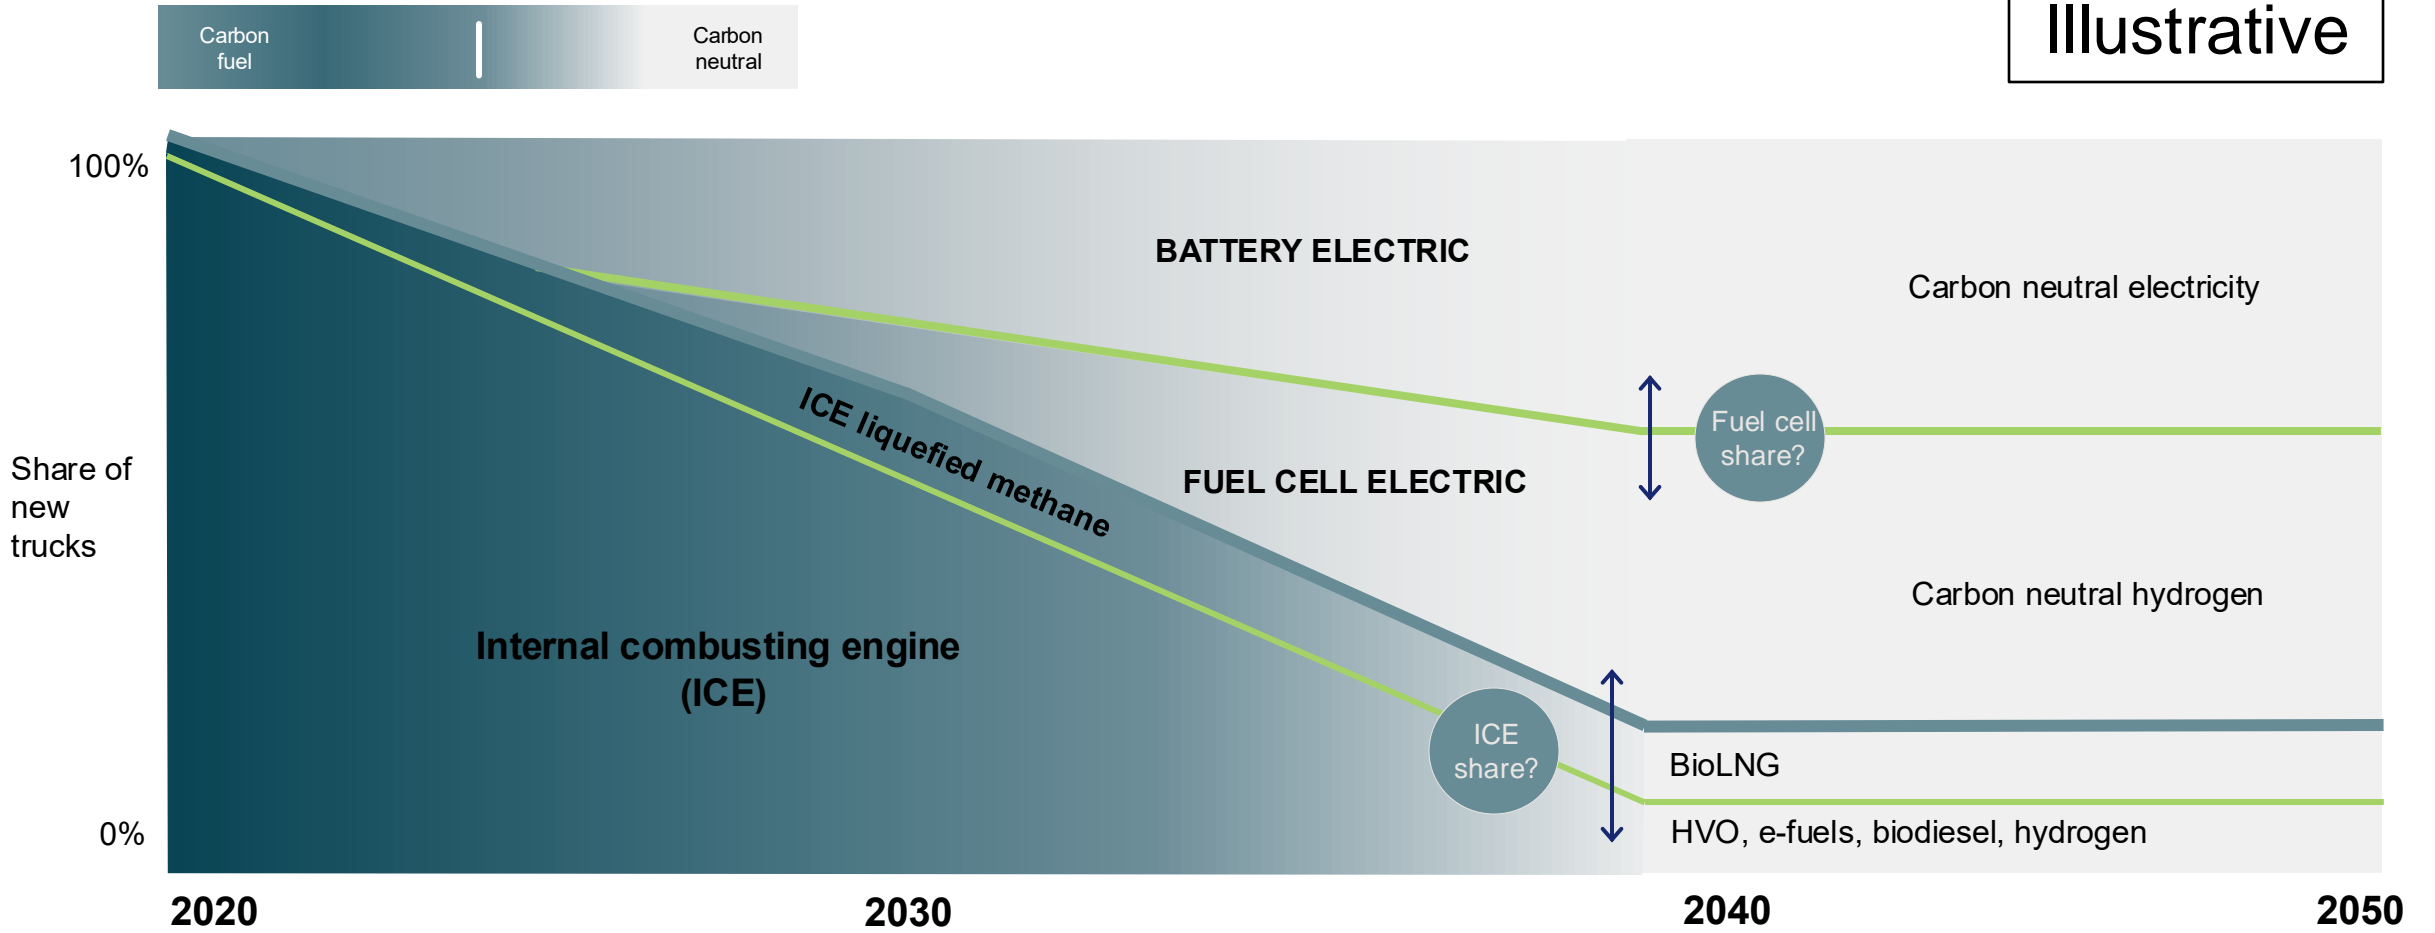 Carbon
fuel
Carbon
neutral
Illustrative
100%
BATTERY ELECTRIC
Carbon neutral electricity
ICE liquefied methane
Fuel cell
share?
Share of
new
trucks
FUEL CELL ELECTRIC
Carbon neutral hydrogen
Internal combusting engine
(ICE)
ICE
share?
BioLNG
0%
HVO, e-fuels, biodiesel, hydrogen
2020
2030
2040
2050